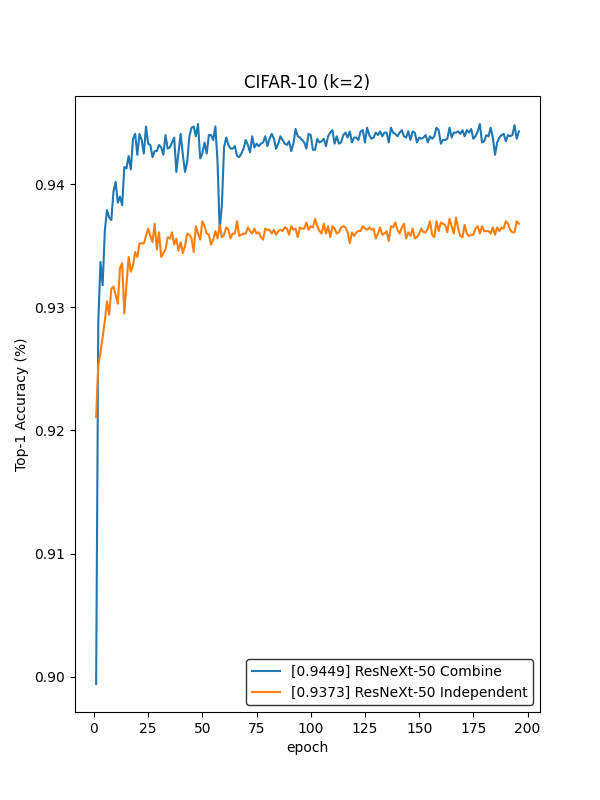 CIFAR-10 (k=2)
Top-1 Accuracy (%)
0.94
0.93
0.92
0.91
0.90
[0.9449] ResNeXt-50 Combine
[0.9373] ResNeXt-50 Independent
0 25 50 75 100 125 150 175 200
epoch